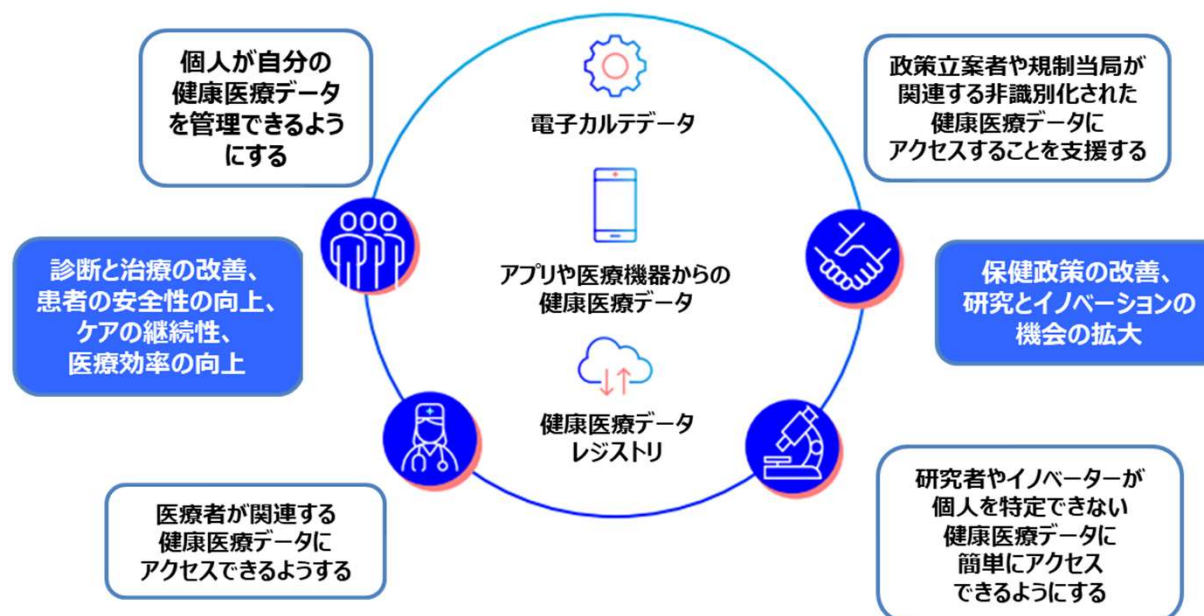 個人が自分の
健康医療データ
を管理できるよう
にする
診断と治療の改善、
患者の安全性の向上、
ケアの継続性、
医療効率の向上
医療者が関連する
健康医療データに
アクセスできるようする
電子カルテデータ
アプリや医療機器からの
健康医療データ
健康医療データ
レジストリ
政策立案者や規制当局が
関連する非識別化された
健康医療データに
アクセスすることを支援する
保健政策の改善、
研究とイノベーションの
機会の拡大
研究者やイノベーターが
個人を特定できない
健康医療データに
簡単にアクセス
できるようにする